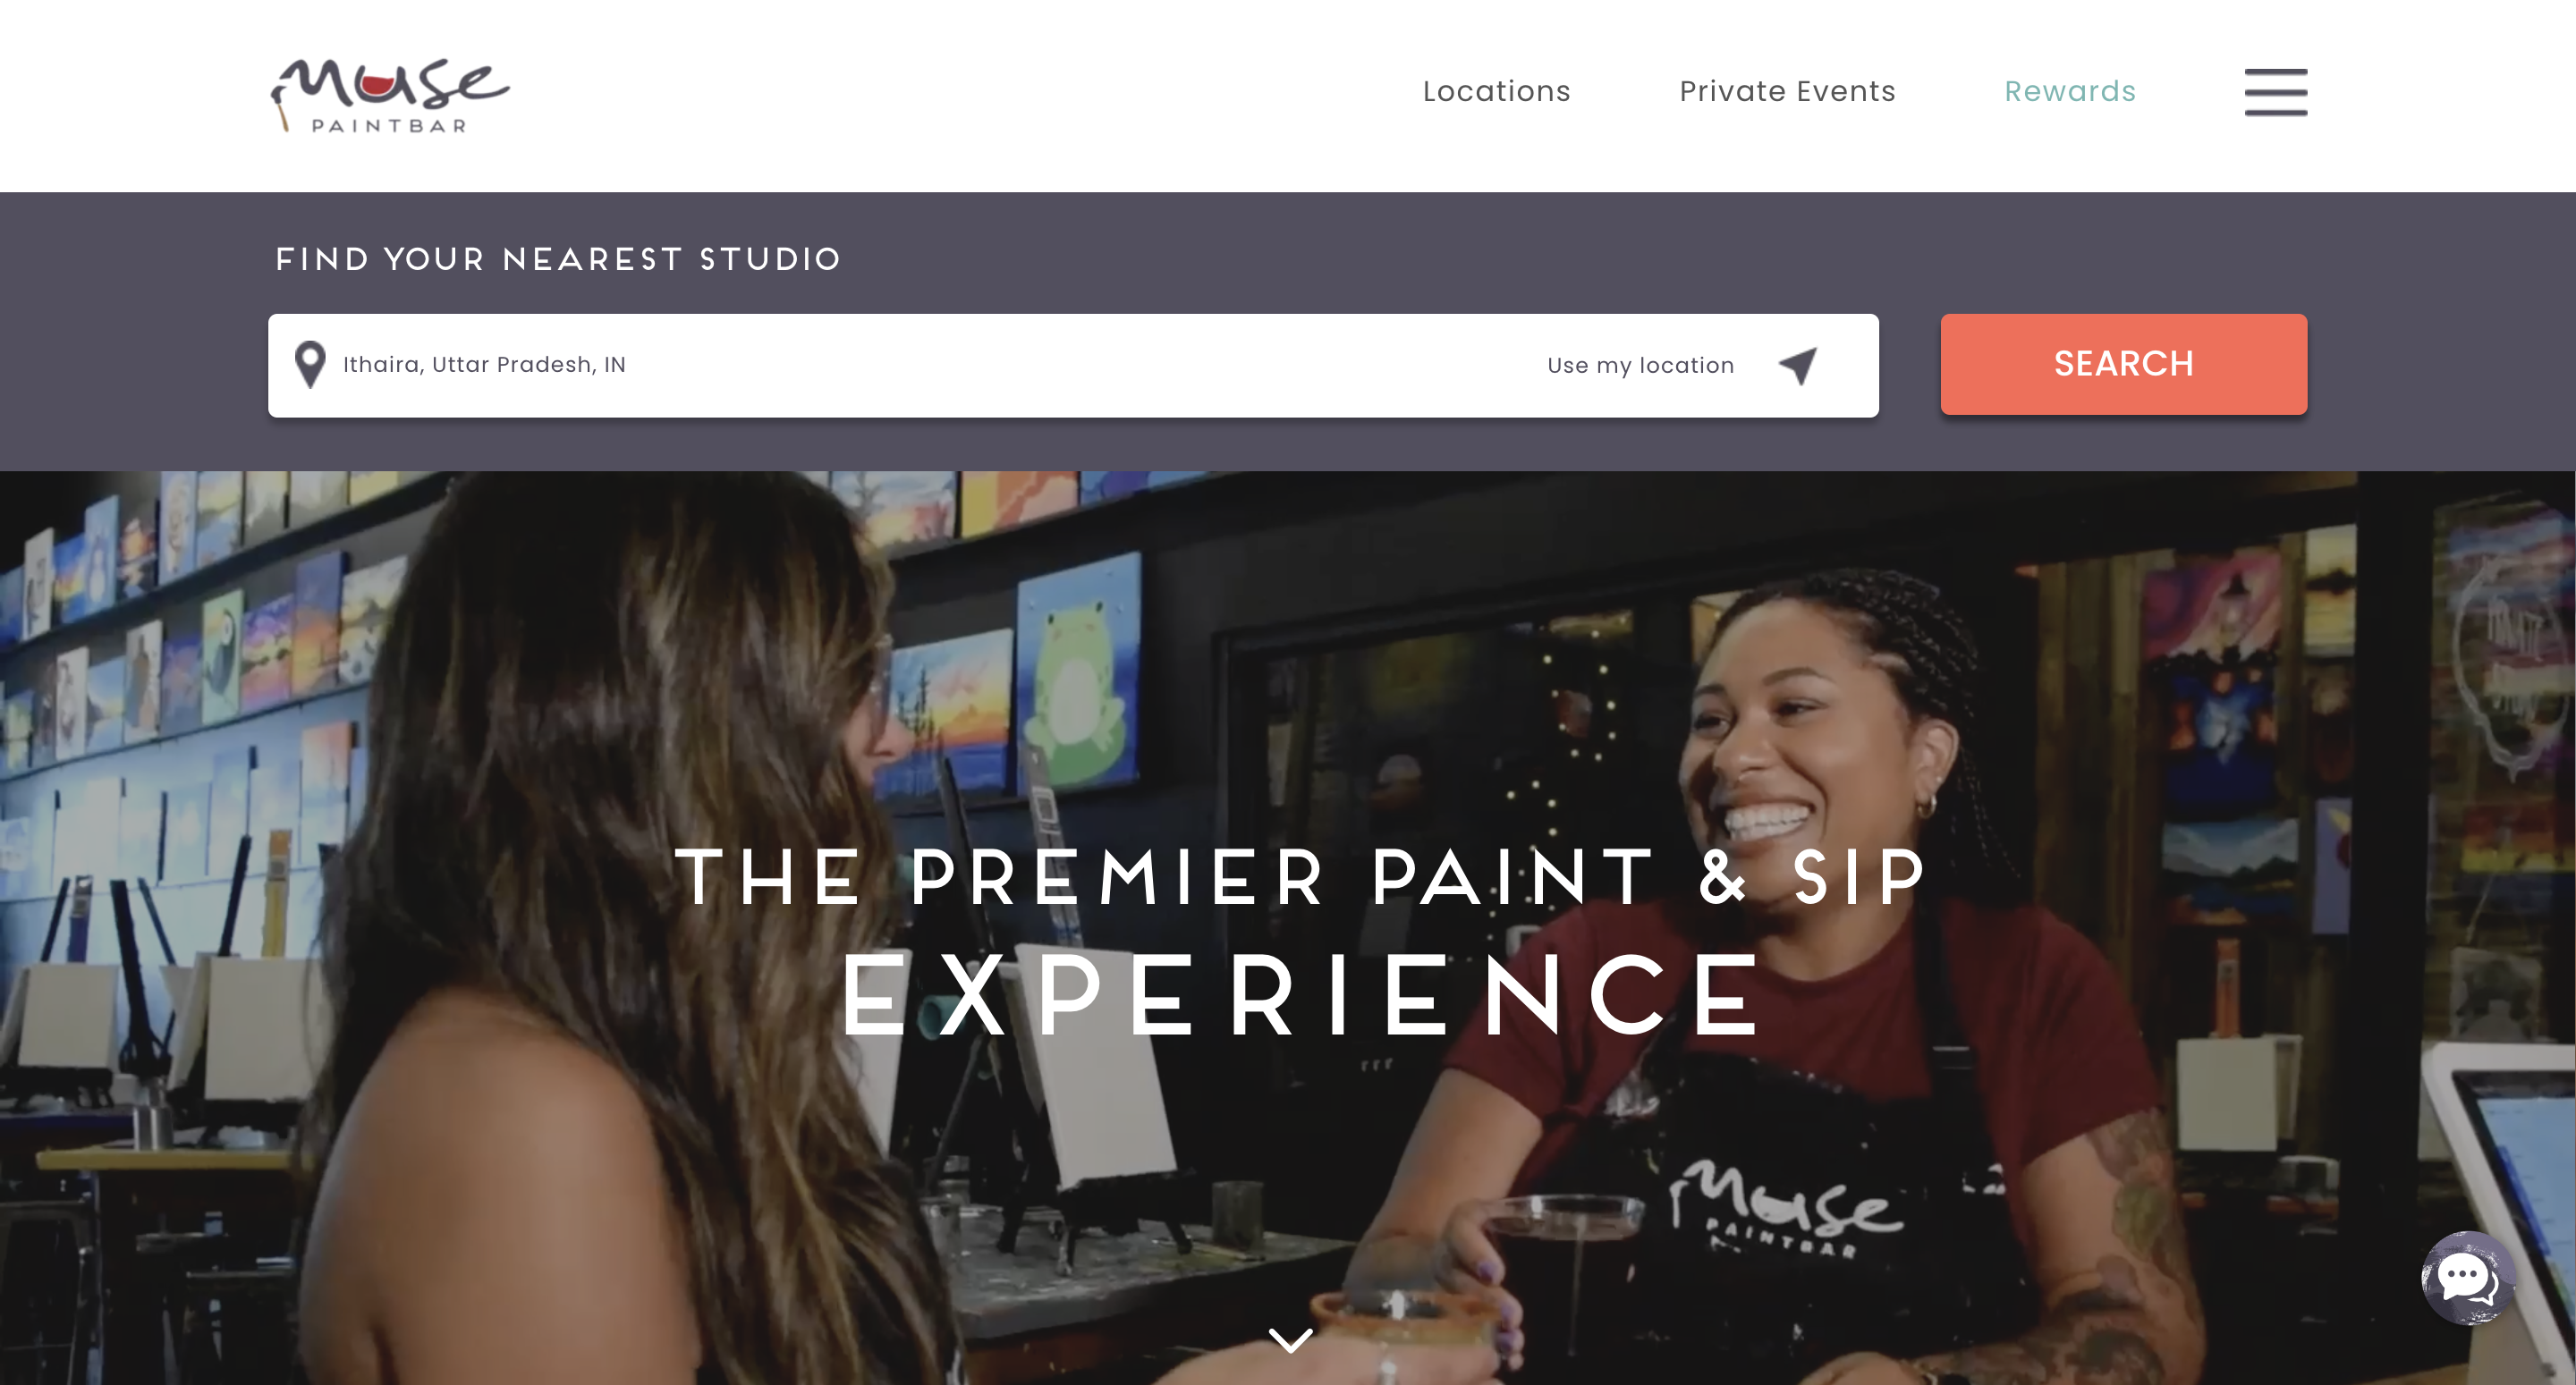 Muse
PAINTBAR
Locations
Private Events
Rewards
FIND YOUR NEAREST STUDIO
Ithaira, Uttar Pradesh, IN
Use my location
SEARCH
THE PREMIER PAINT & SIP
EXPERIENCE
Muse
PAINTBAR